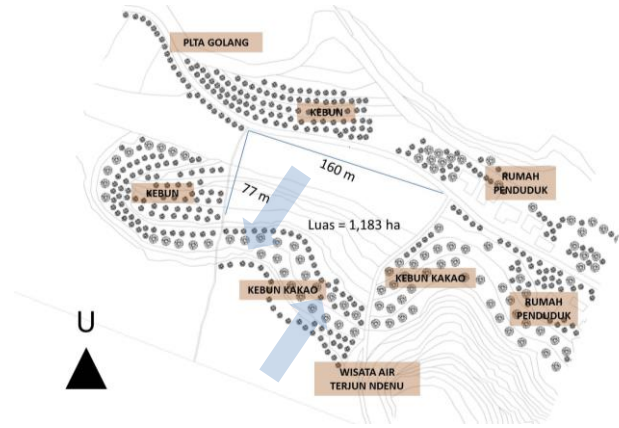 PLTA GOLANG
KEBUN
160 m
RUMAH
PENDUDUK
KEBUN
77 m
Luas = 1,183 ha
KEBUN KAKAO
KEBUN KAKAO
RUMAH
PENDUDUK
U
WISATA AIR
TERJUN NDENU